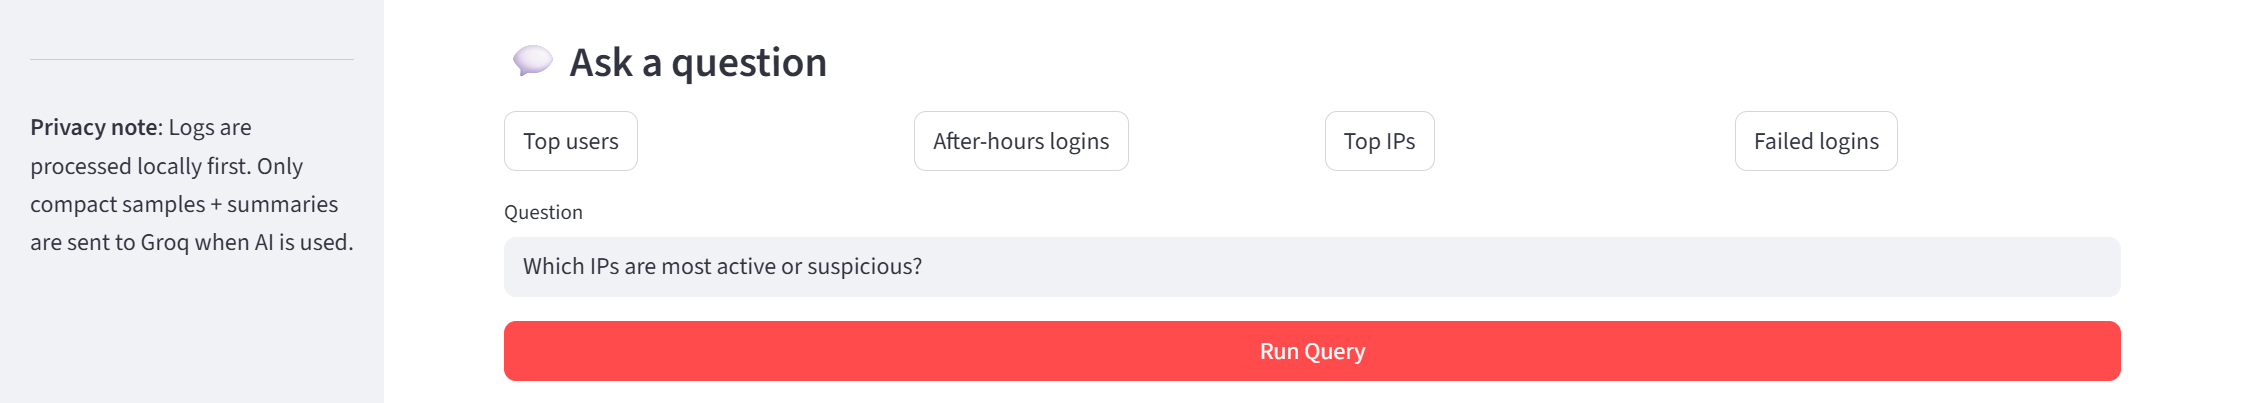 Privacy note: Logs are
processed locally first. Only
compact samples + summaries
are sent to Groq when AI is used.
Ask a question
Top users
After-hours logins
Top IPs
Failed logins
Question
Which IPs are most active or suspicious?
Run Query